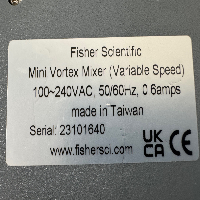 Fisher Scientific
Mini Vortex Mixer (Variable Speed)
100~240VAC, 50/60Hz, 0.6amps
made in Taiwan
Serial: 23101640
www.fishersci.com
UK
CA CE